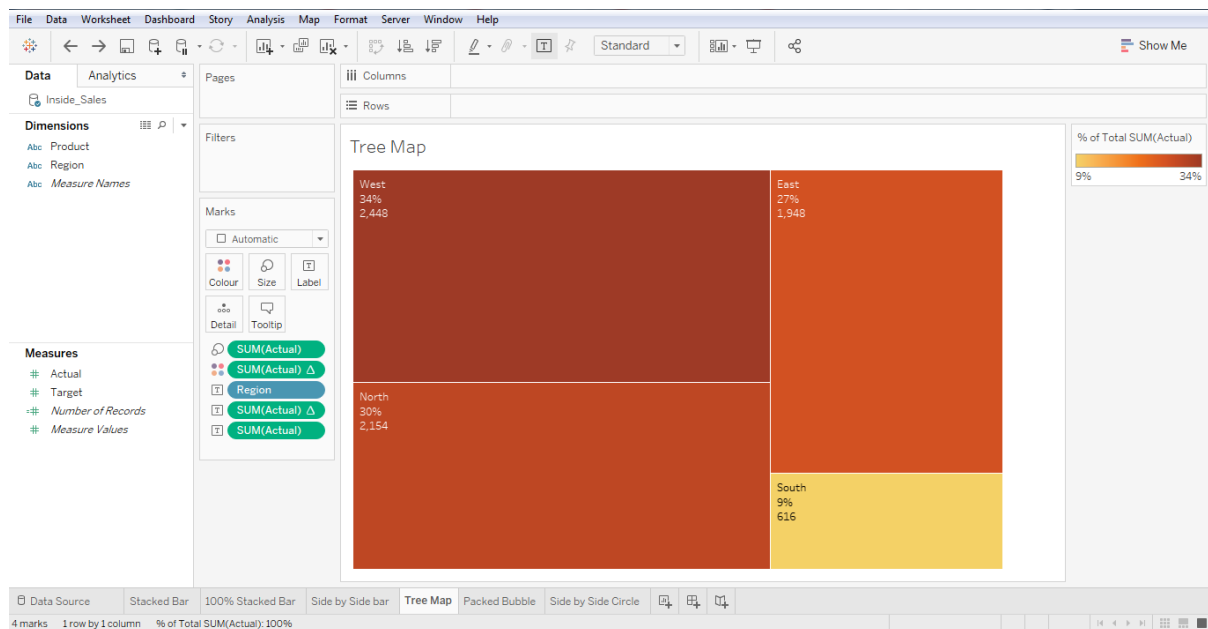 File Data Worksheet Dashboard Story Analysis Map Format Server Window Help
Standard
Show Me
Data Analytics
Inside_Sales
Dimensions
Abc Product
Abc Region
Abc Measure Names
Measures
# Actual
# Target
=# Number of Records
# Measure Values
Pages
Filters
Marks
Automatic
Colour Size Label
Detail Tooltip
SUM(Actual)
SUM(Actual) Δ
Region
SUM(Actual) Δ
SUM(Actual)
Columns
Rows
Tree Map
West
34%
2,448
North
30%
2,154
East
27%
1,948
South
9%
616
% of Total SUM(Actual)
9% 34%
Data Source Stacked Bar 100% Stacked Bar Side by Side bar Tree Map Packed Bubble Side by Side Circle
4 marks 1 row by 1 column % of Total SUM(Actual): 100%